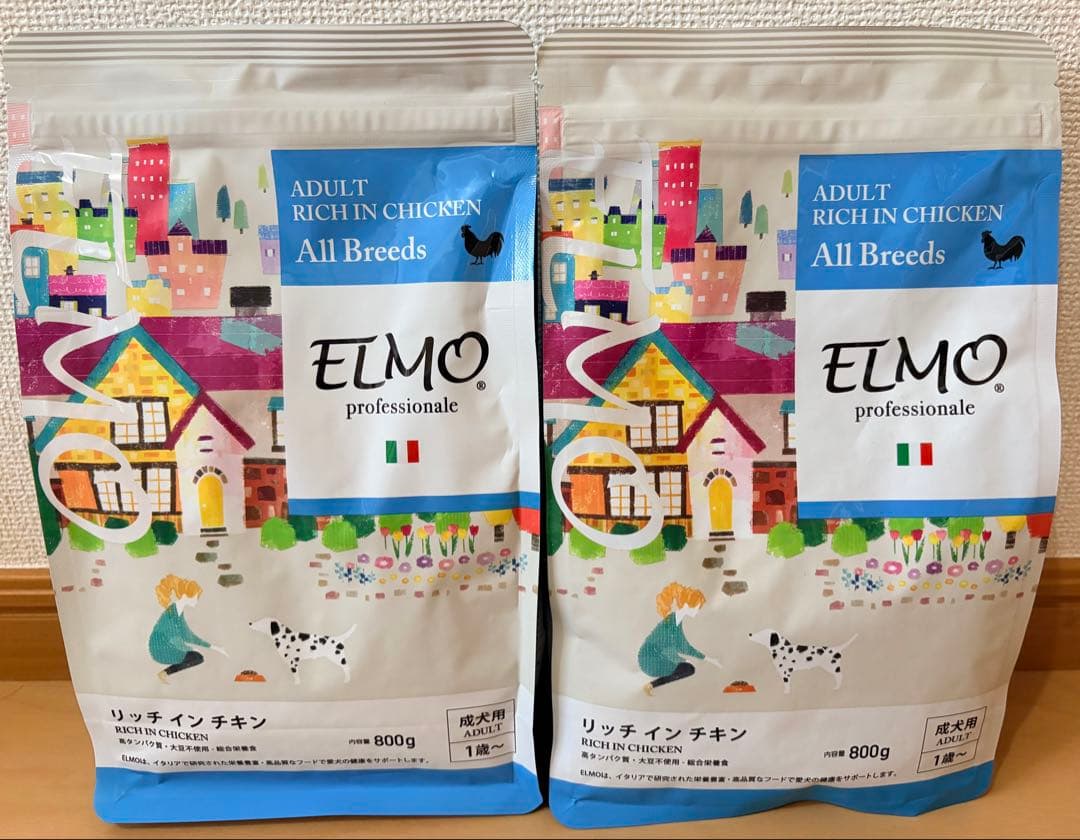 ADULT
RICH IN CHICKEN
All Breeds
ELMO®
professionale
リッチ イン チキン
RICH IN CHICKEN
高タンパク質・大豆不使用 - 総合栄養食
内容量 800g
成犬用
ADULT
1歳～
ELMOは、イタリアで研究された栄養豊富・高品質なフードで愛犬の健康をサポートします。
ADULT
RICH IN CHICKEN
All Breeds
ELMO®
professionale
リッチ イン チキン
RICH IN CHICKEN
高タンパク質・大豆不使用 - 総合栄養食
内容量 800g
成犬用
ADULT
1歳～
ELMOは、イタリアで研究された栄養豊富・高品質なフードで愛犬の健康をサポートします。